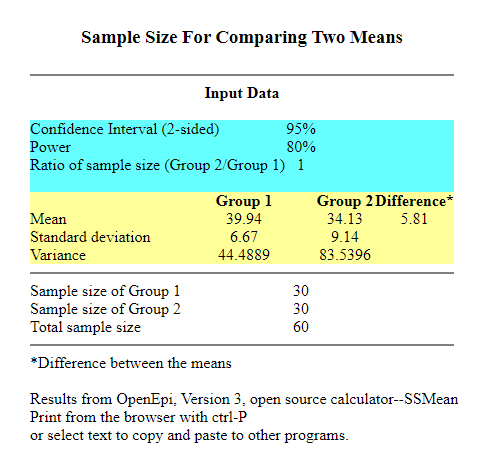 Sample Size For Comparing Two Means
Input Data
Confidence Interval (2-sided) 95%
Power 80%
Ratio of sample size (Group 2/Group 1) 1
Group 1 Group 2 Difference*
Mean 39.94 34.13 5.81
Standard deviation 6.67 9.14
Variance 44.4889 83.5396
Sample size of Group 1 30
Sample size of Group 2 30
Total sample size 60
*Difference between the means
Results from OpenEpi, Version 3, open source calculator--SSMean
Print from the browser with ctrl-P
or select text to copy and paste to other programs.